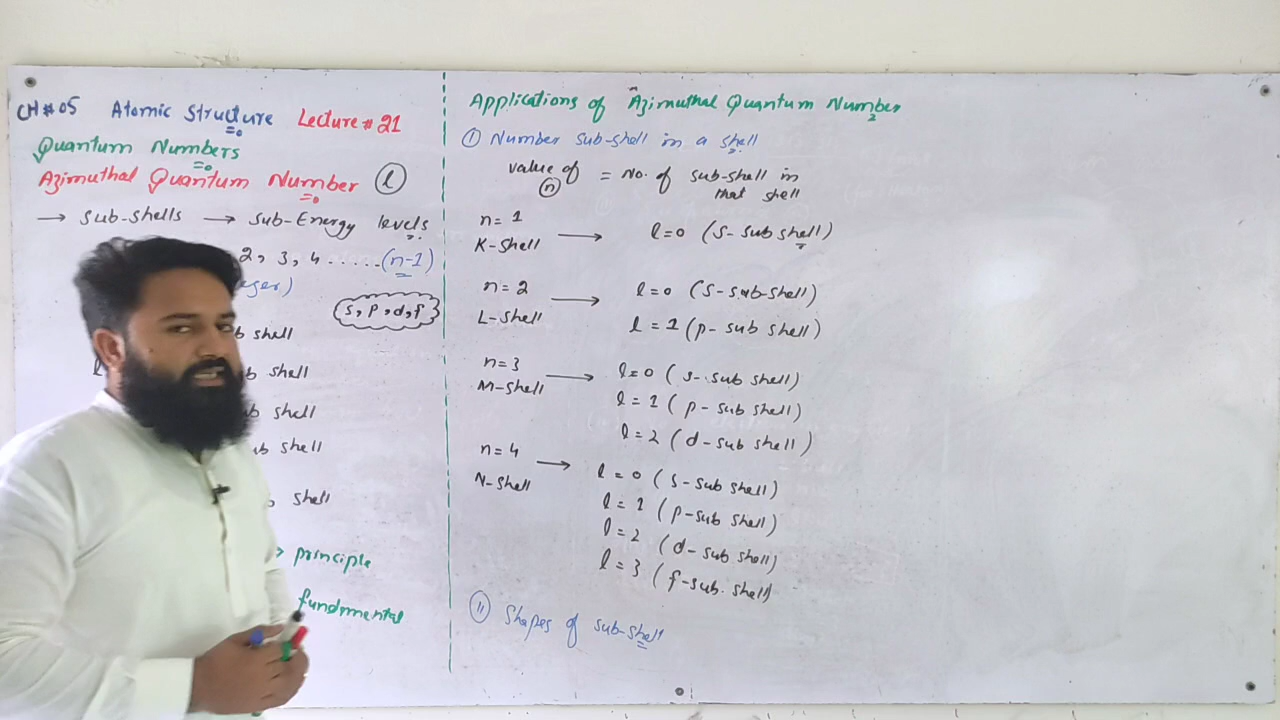 CH # 05 Atomic Structure Lecture # 21
Quantum Numbers
Azimuthal Quantum Number (l)
→ sub-shells → sub-Energy levels
2, 3, 4 ..... (n-1)
s, p, d, f
shell
shell
shell
shell
shell
principle
fundmental
Applications of Azimuthal Quantum Number
(I) Number sub-shell in a shell
value of (n) = No. of sub-shell in
that shell
n = 1
K-shell → l=0 (s-sub shell)
n = 2
L-shell → l=0 (s-sub-shell)
l = 1 (p-sub shell)
n=3
M-shell → l=0 (s-sub shell)
l = 1 (p-sub shell)
l = 2 (d-sub shell)
n = 4
N-shell → l = 0 (s-sub shell)
l = 1 (p-sub shell)
l = 2 (d-sub shell)
l = 3 (f-sub.shell)
(II) Shapes of sub-shell